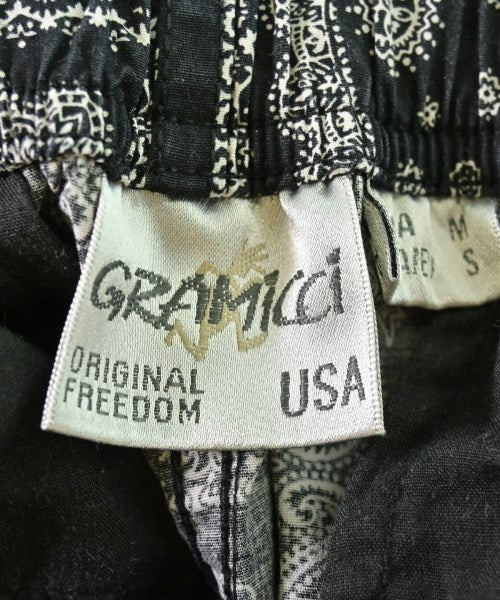 GRAMICCI
ORIGINAL
FREEDOM
USA
A M
S